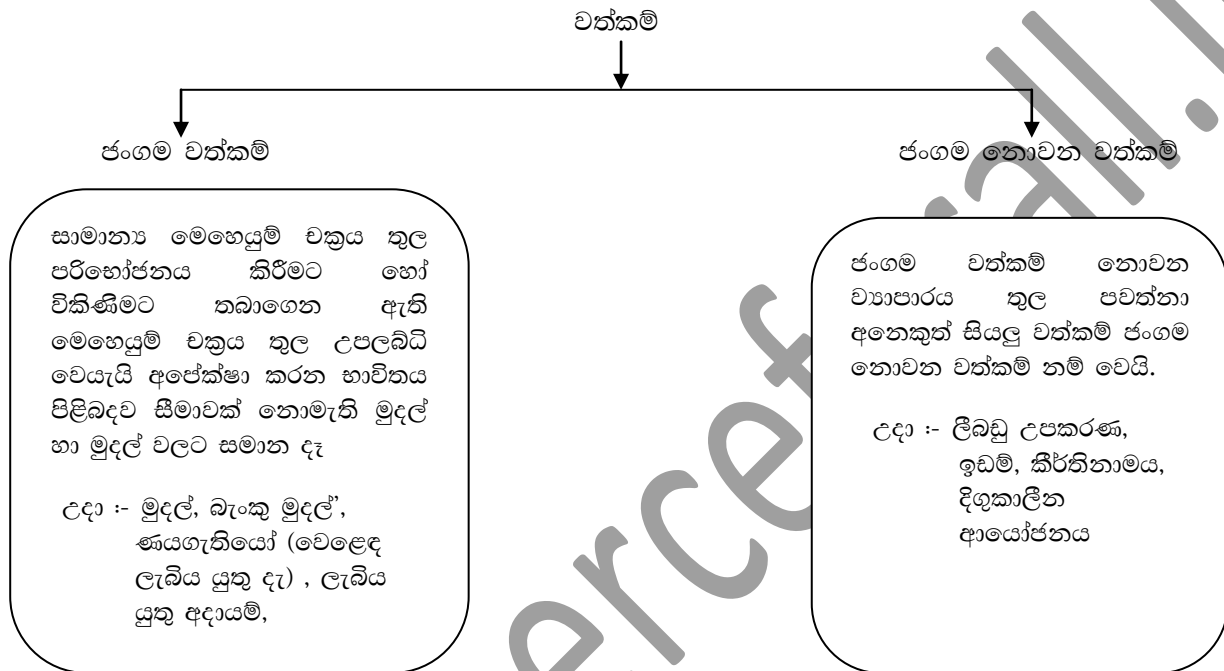 වත්කම්
ජංගම වත්කම්
ජංගම නොවන වත්කම්
සාමාන්‍ය මෙහෙයුම් චක්‍රය තුල
පරිභෝජනය කිරීමට හෝ
විකිණීමට තබාගෙන ඇති
මෙහෙයුම් චක්‍රය තුල උපලබ්ධි
වෙයැයි අපේක්ෂා කරන භාවිතය
පිළිබදව සීමාවක් නොමැති මුදල්
හා මුදල් වලට සමාන දෑ
උදා :- මුදල්, බැංකු මුදල්',
ණයගැතියෝ (වෙළෙඳ
ලැබිය යුතු දැ) , ලැබිය
යුතු අදායම්,
ජංගම වත්කම් නොවන
ව්‍යාපාරය තුල පවත්නා
අනෙකුත් සියලු වත්කම් ජංගම
නොවන වත්කම් නම් වෙයි.
උදා :- ලීබඩු උපකරණ,
ඉඩම්, කීර්තිනාමය,
දිගුකාලීන
ආයෝජනය